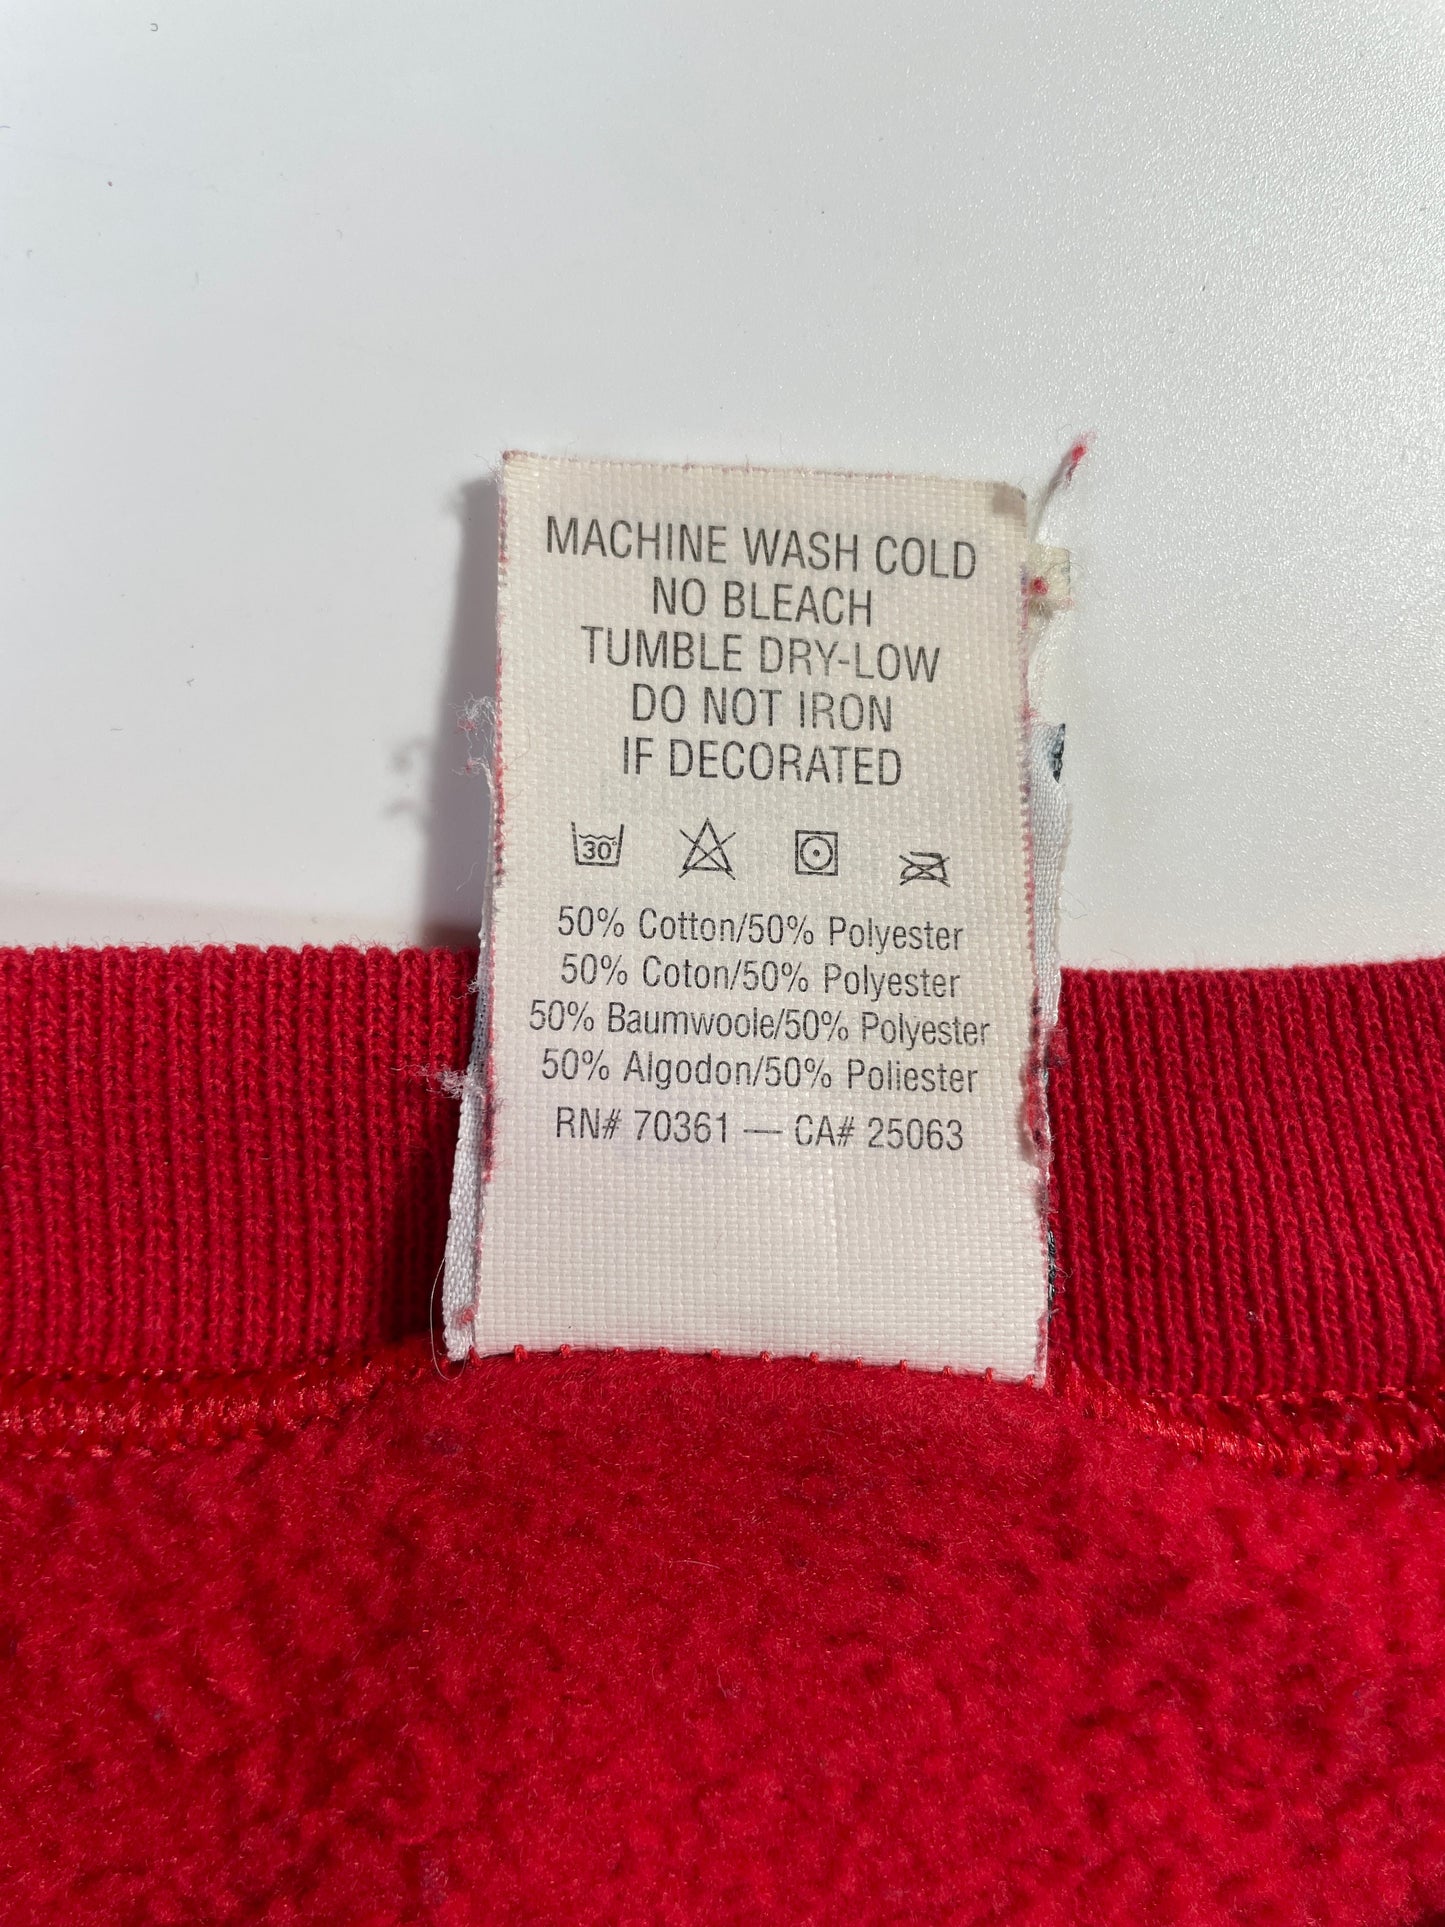 MACHINE WASH COLD
NO BLEACH
TUMBLE DRY-LOW
DO NOT IRON
IF DECORATED
30°
50% Cotton/50% Polyester
50% Coton/50% Polyester
50% Baumwoole/50% Polyester
50% Algodon/50% Poliester
RN# 70361 — CA# 25063